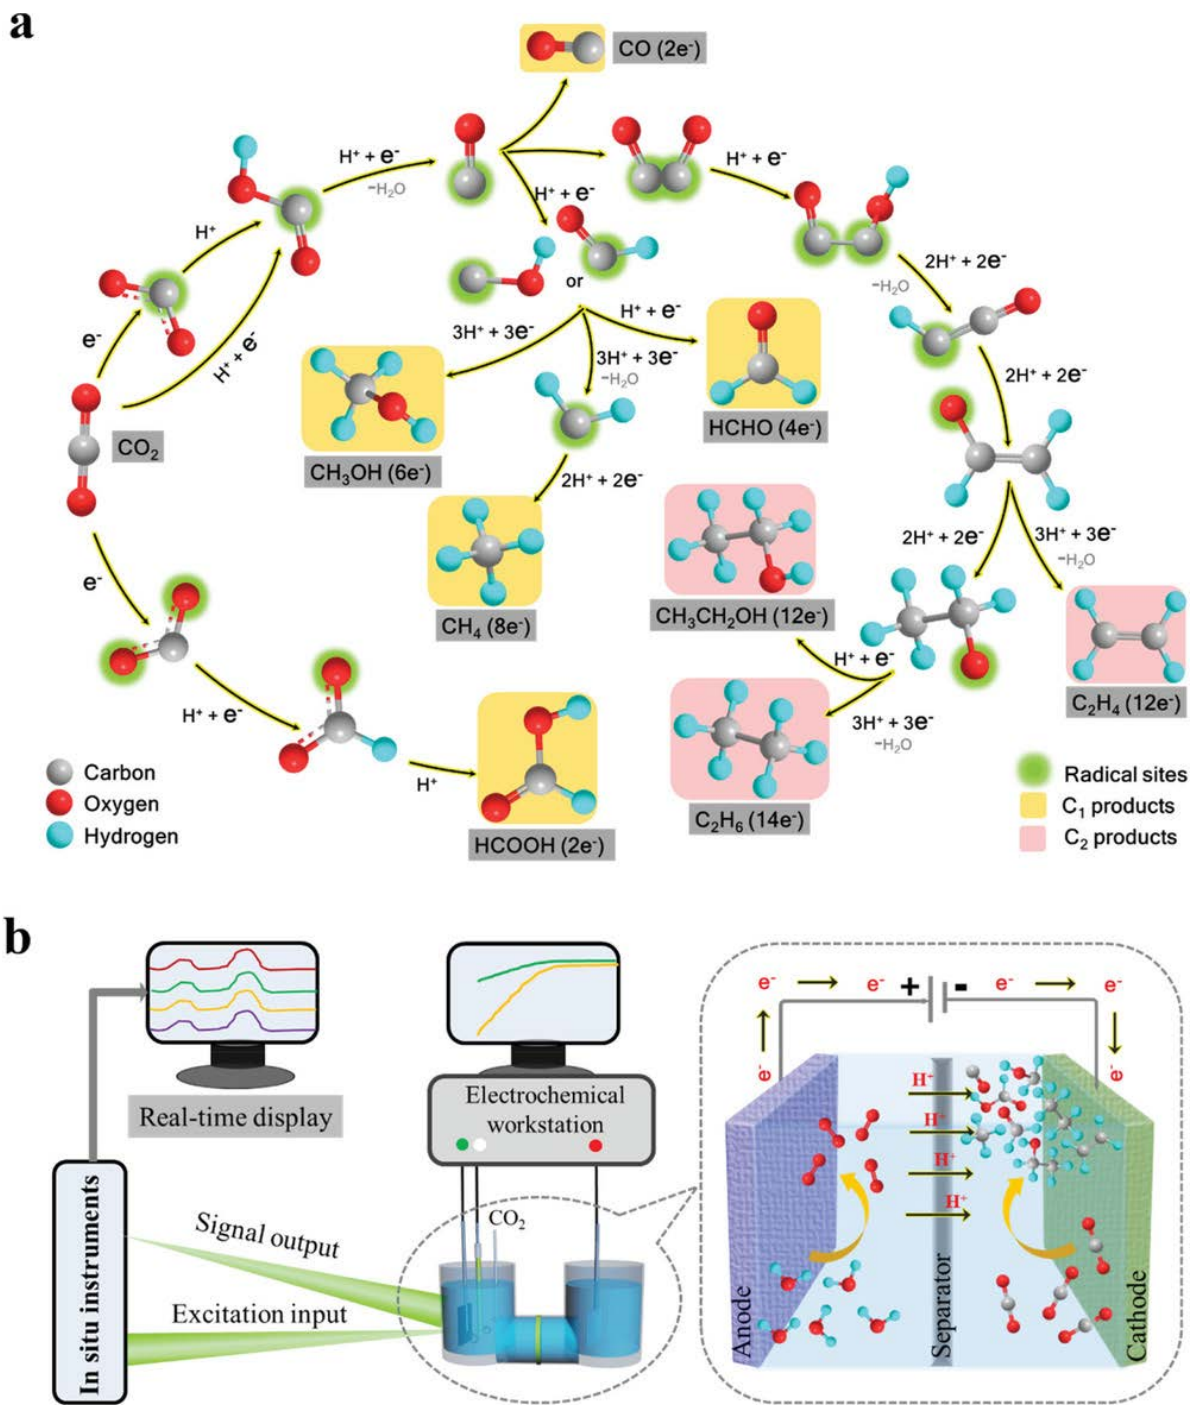 a
CO (2e⁻)
H⁺ + e⁻
-H₂O
H⁺ + e⁻
H⁺ + e⁻
H⁺
or
2H⁺ + 2e⁻
-H₂O
e⁻
H⁺ + e⁻
3H⁺ + 3e⁻
H⁺ + e⁻
3H⁺ + 3e⁻
-H₂O
2H⁺ + 2e⁻
CO₂
HCHO (4e⁻)
CH₃OH (6e⁻)
2H⁺ + 2e⁻
2H⁺ + 2e⁻
3H⁺ + 3e⁻
-H₂O
e⁻
CH₄ (8e⁻)
CH₃CH₂OH (12e⁻)
H⁺ + e⁻
C₂H₄ (12e⁻)
H⁺ + e⁻
3H⁺ + 3e⁻
-H₂O
H⁺
C₂H₆ (14e⁻)
HCOOH (2e⁻)
Carbon
Oxygen
Hydrogen
Radical sites
C₁ products
C₂ products
b
Real-time display
Electrochemical
workstation
In situ instruments
Signal output
Excitation input
CO₂
e⁻
e⁻
+
-
e⁻
e⁻
e⁻
e⁻
H⁺
H⁺
H⁺
H⁺
Anode
Separator
Cathode